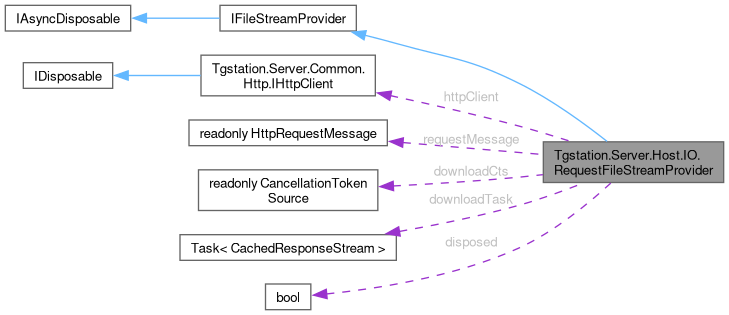 IAsyncDisposable
IFileStreamProvider
IDisposable
Tgstation.Server.Common.
Http.IHttpClient
httpClient
readonly HttpRequestMessage
requestMessage
Tgstation.Server.Host.IO.
RequestFileStreamProvider
readonly CancellationToken
Source
downloadCts
downloadTask
Task< CachedResponseStream >
disposed
bool